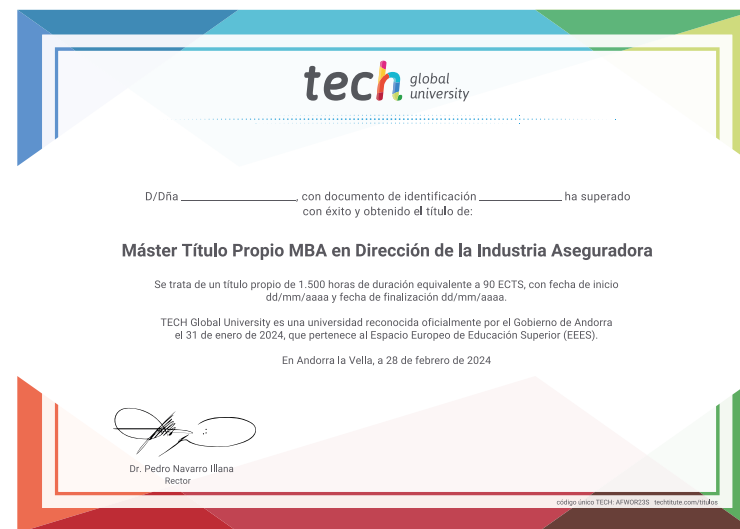 tech global university
D/Dña ____________, con documento de identificación ____________ ha superado
con éxito y obtenido el título de:
Máster Título Propio MBA en Dirección de la Industria Aseguradora
Se trata de un título propio de 1.500 horas de duración equivalente a 90 ECTS, con fecha de inicio
dd/mm/aaaa y fecha de finalización dd/mm/aaaa.
TECH Global University es una universidad reconocida oficialmente por el Gobierno de Andorra
el 31 de enero de 2024, que pertenece al Espacio Europeo de Educación Superior (EEES).
En Andorra la Vella, a 28 de febrero de 2024
Dr. Pedro Navarro Illana
Rector
código único TECH: AFWOR23S techtitute.com/titulos